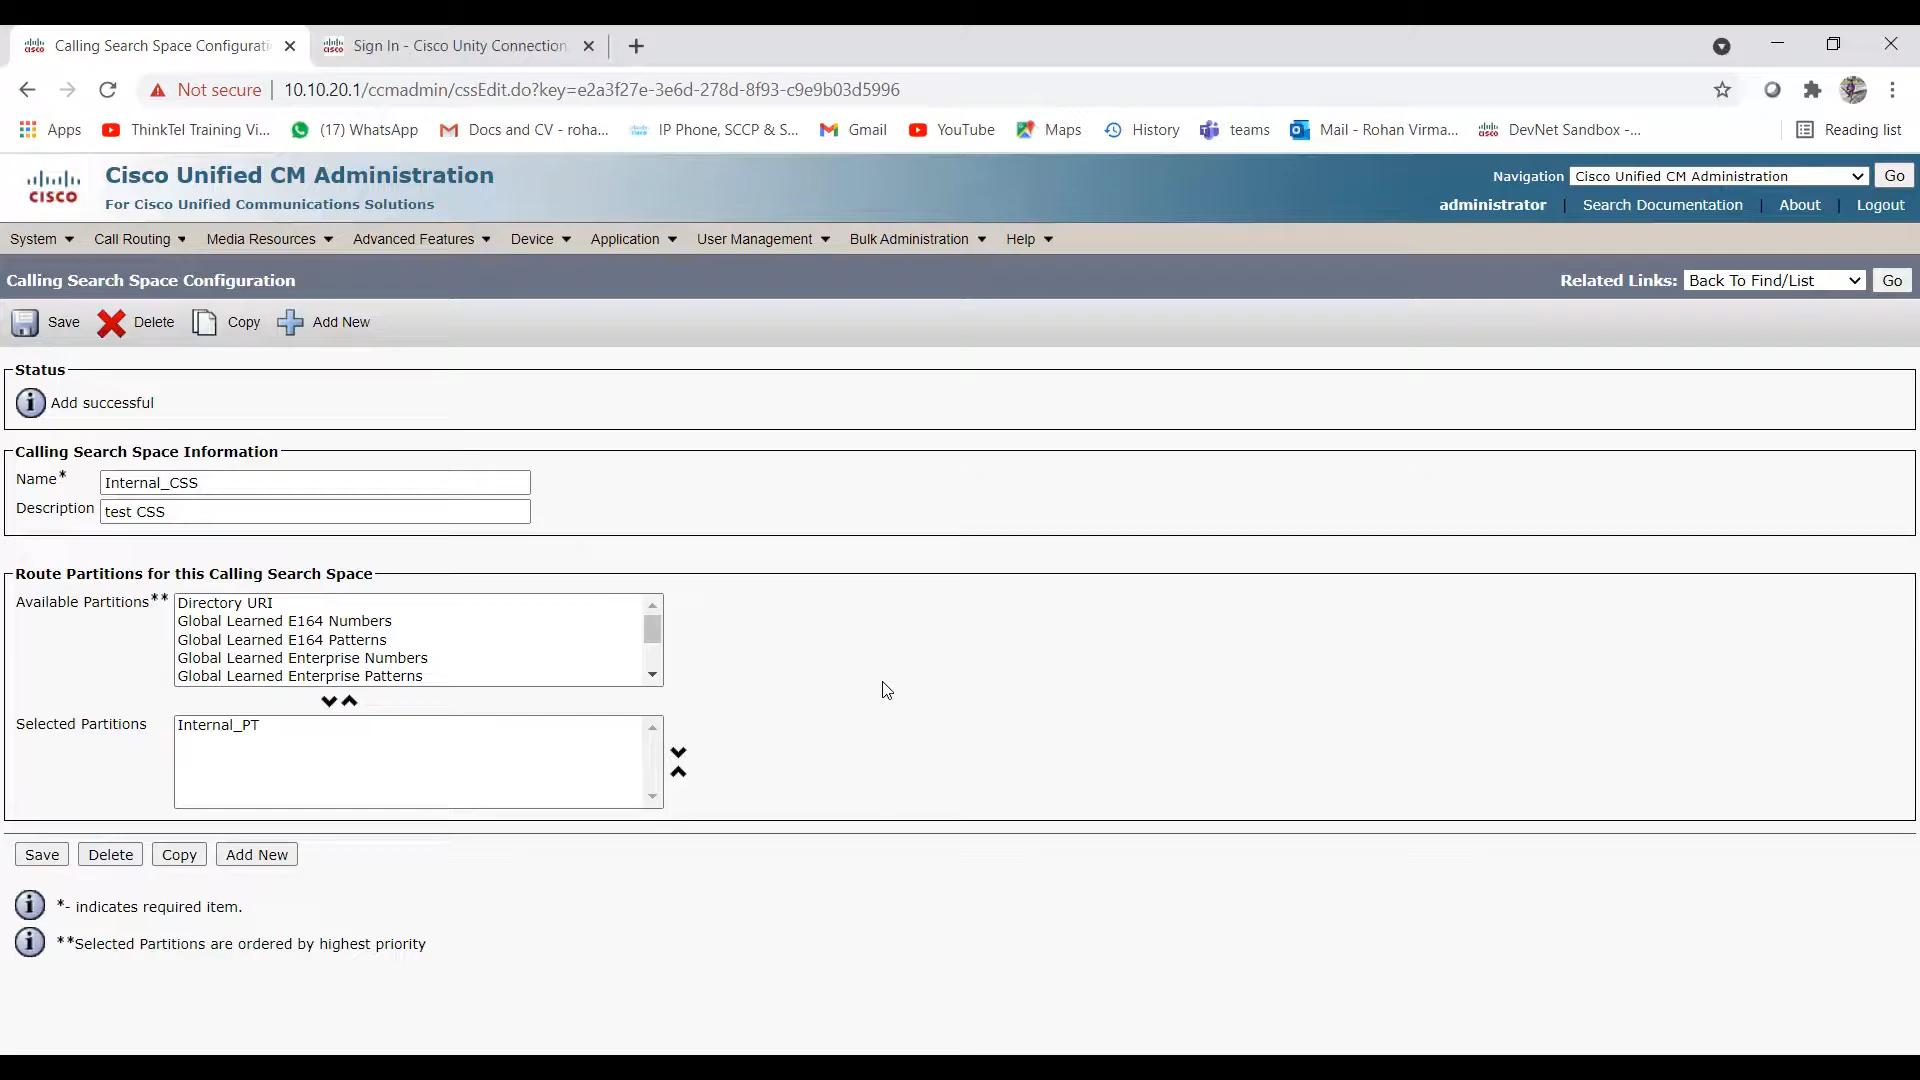 Calling Search Space Configurati
Sign In - Cisco Unity Connection
Not secure
10.10.20.1/ccmadmin/cssEdit.do?key=e2a3f27e-3e6d-278d-8f93-c9e9b03d5996
Apps
ThinkTel Training Vi...
(17) WhatsApp
Docs and CV - roha...
IP Phone, SCCP & S...
Gmail
YouTube
Maps
History
teams
Mail - Rohan Virma...
DevNet Sandbox -...
Reading list
CISCO
Cisco Unified CM Administration
For Cisco Unified Communications Solutions
Navigation Cisco Unified CM Administration Go
administrator | Search Documentation | About | Logout
System Call Routing Media Resources Advanced Features Device Application User Management Bulk Administration Help
Calling Search Space Configuration
Related Links: Back To Find/List Go
Save Delete Copy Add New
Status
Add successful
Calling Search Space Information
Name* Internal_CSS
Description test CSS
Route Partitions for this Calling Search Space
Available Partitions** Directory URI
Global Learned E164 Numbers
Global Learned E164 Patterns
Global Learned Enterprise Numbers
Global Learned Enterprise Patterns
Selected Partitions Internal_PT
Save Delete Copy Add New
*- indicates required item.
**Selected Partitions are ordered by highest priority